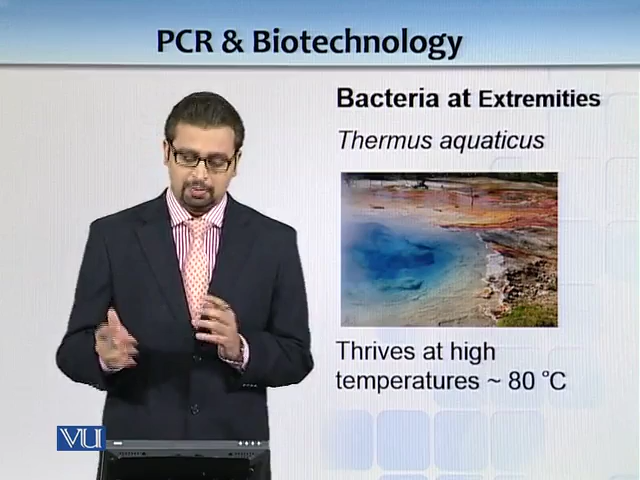 PCR & Biotechnology
Bacteria at Extremities
Thermus aquaticus
Thrives at high
temperatures ~ 80 °C
VU